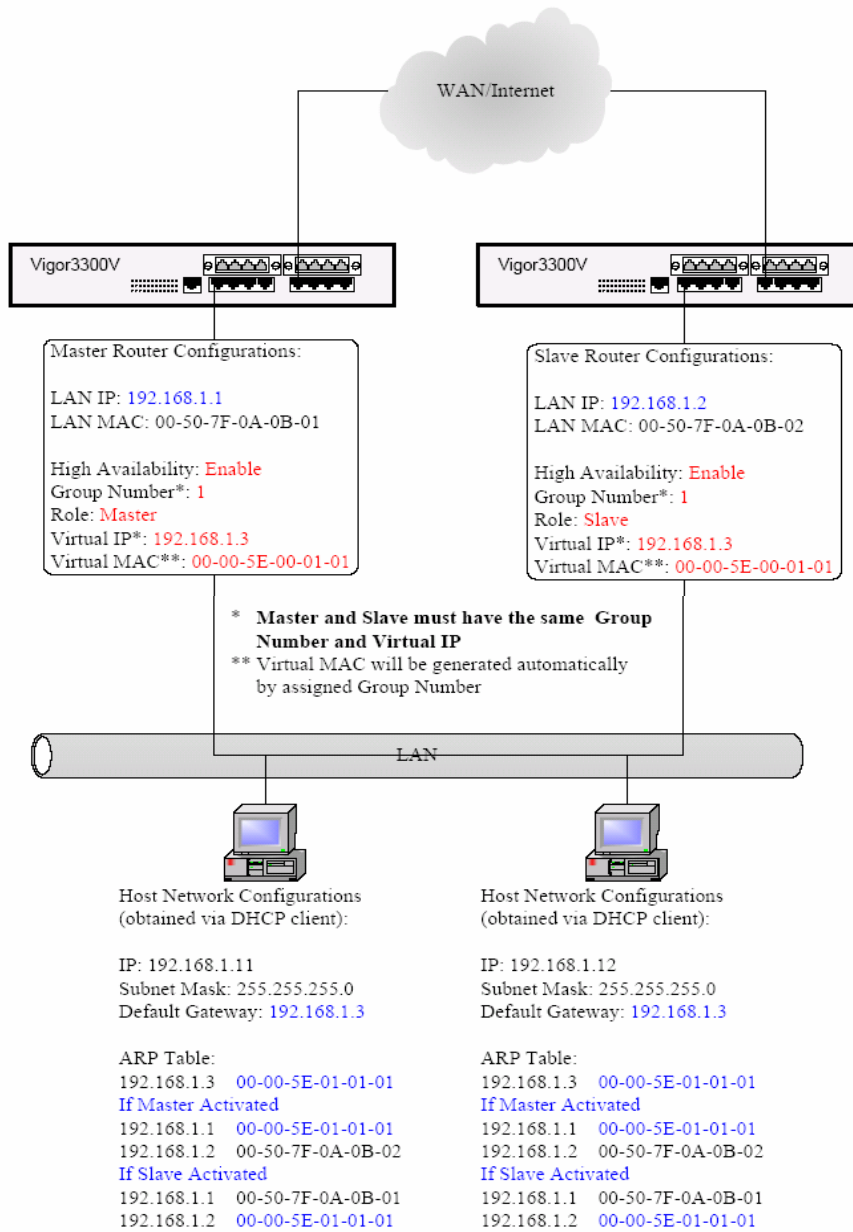 WAN/Internet
Vigor3300V
Vigor3300V
Master Router Configurations:
LAN IP: 192.168.1.1
LAN MAC: 00-50-7F-0A-0B-01
High Availability: Enable
Group Number*: 1
Role: Master
Virtual IP*: 192.168.1.3
Virtual MAC**: 00-00-5E-00-01-01
Slave Router Configurations:
LAN IP: 192.168.1.2
LAN MAC: 00-50-7F-0A-0B-02
High Availability: Enable
Group Number*: 1
Role: Slave
Virtual IP*: 192.168.1.3
Virtual MAC**: 00-00-5E-00-01-01
* Master and Slave must have the same Group
Number and Virtual IP
** Virtual MAC will be generated automatically
by assigned Group Number
LAN
Host Network Configurations
(obtained via DHCP client):
IP: 192.168.1.11
Subnet Mask: 255.255.255.0
Default Gateway: 192.168.1.3
ARP Table:
192.168.1.3 00-00-5E-01-01-01
If Master Activated
192.168.1.1 00-00-5E-01-01-01
192.168.1.2 00-50-7F-0A-0B-02
If Slave Activated
192.168.1.1 00-50-7F-0A-0B-01
192.168.1.2 00-00-5E-01-01-01
Host Network Configurations
(obtained via DHCP client):
IP: 192.168.1.12
Subnet Mask: 255.255.255.0
Default Gateway: 192.168.1.3
ARP Table:
192.168.1.3 00-00-5E-01-01-01
If Master Activated
192.168.1.1 00-00-5E-01-01-01
192.168.1.2 00-50-7F-0A-0B-02
If Slave Activated
192.168.1.1 00-50-7F-0A-0B-01
192.168.1.2 00-00-5E-01-01-01